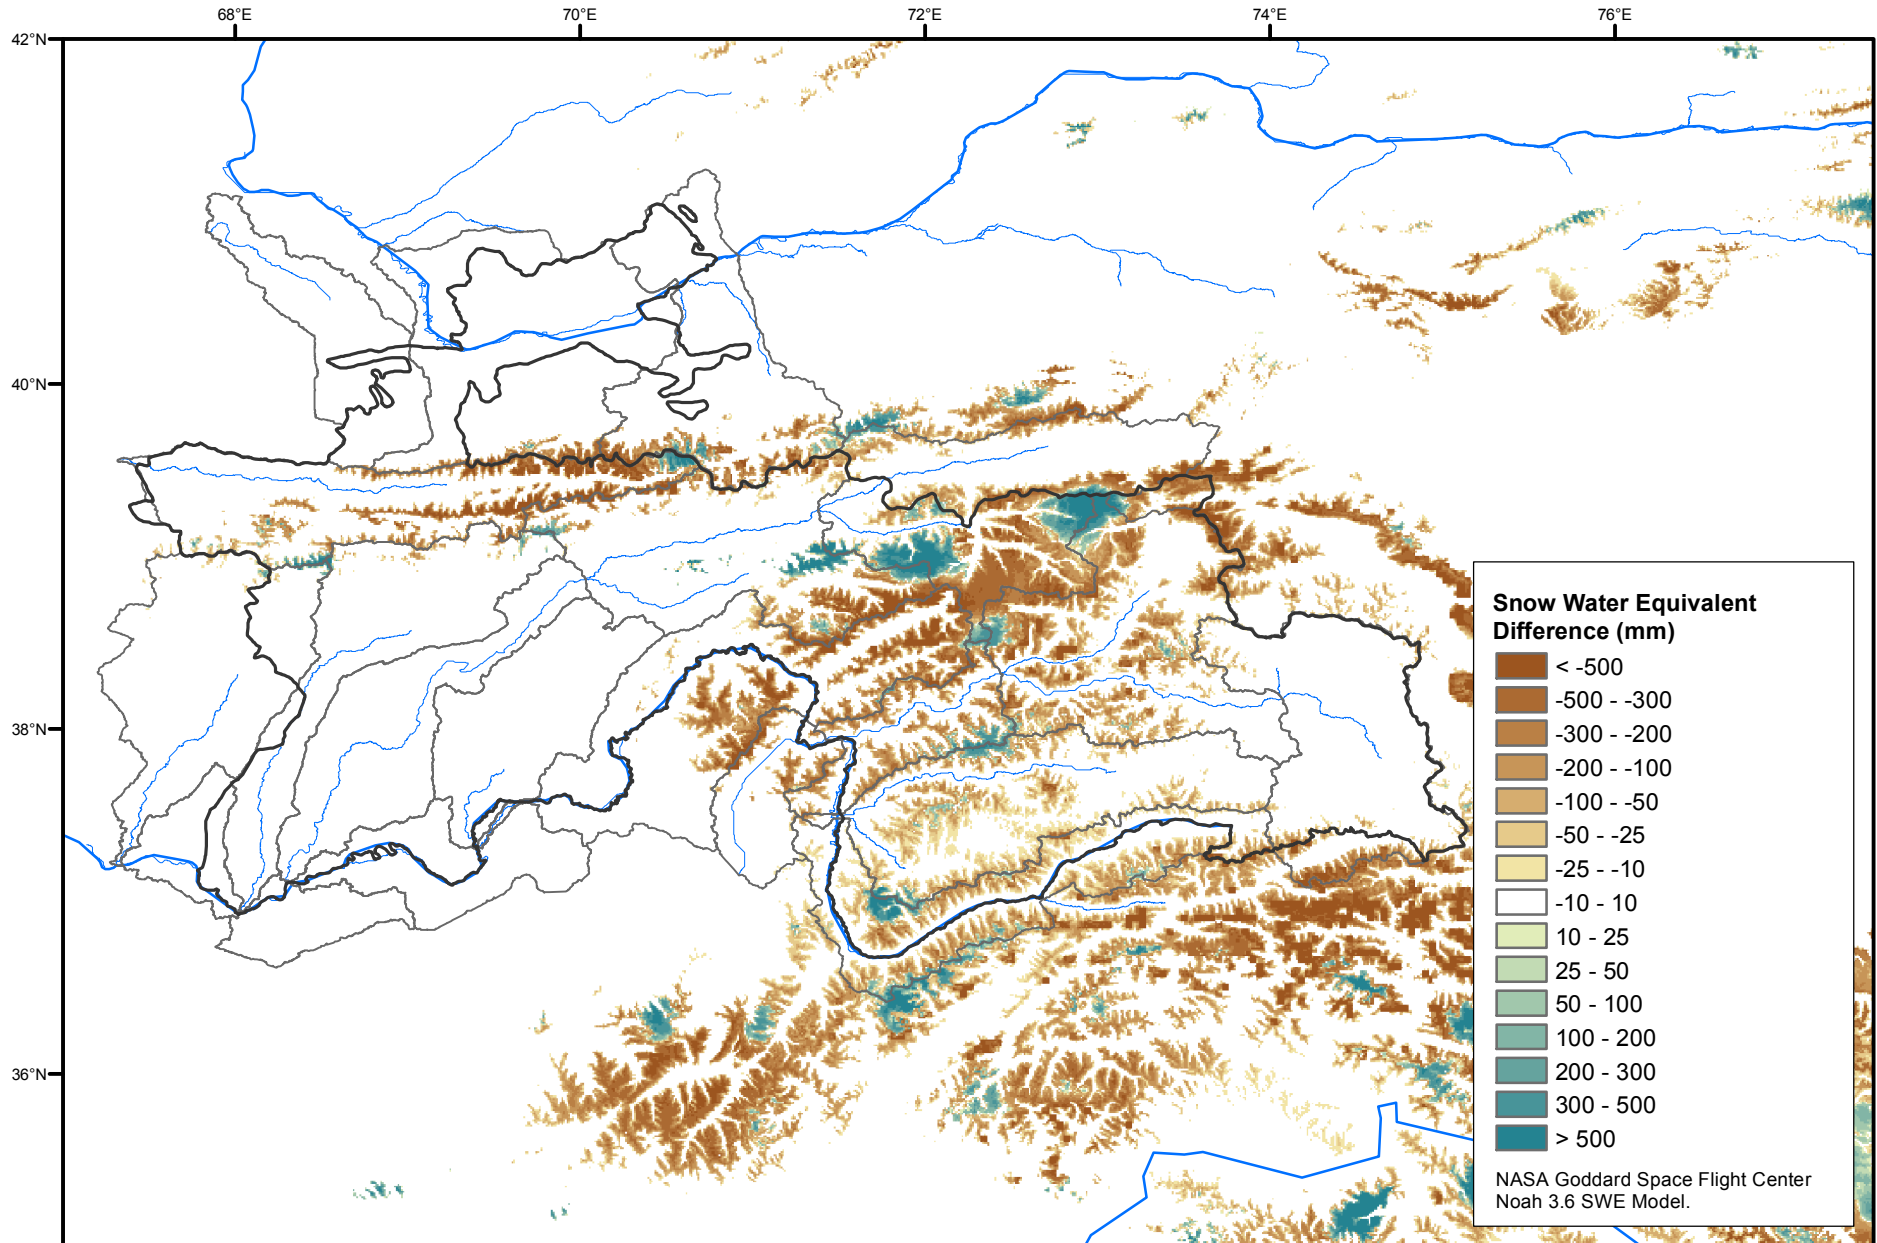 68°E 70°E 72°E 74°E 76°E
42°N
40°N
38°N
36°N
Snow Water Equivalent
Difference (mm)
< -500
-500 - -300
-300 - -200
-200 - -100
-100 - -50
-50 - -25
-25 - -10
-10 - 10
10 - 25
25 - 50
50 - 100
100 - 200
200 - 300
300 - 500
> 500
NASA Goddard Space Flight Center
Noah 3.6 SWE Model.